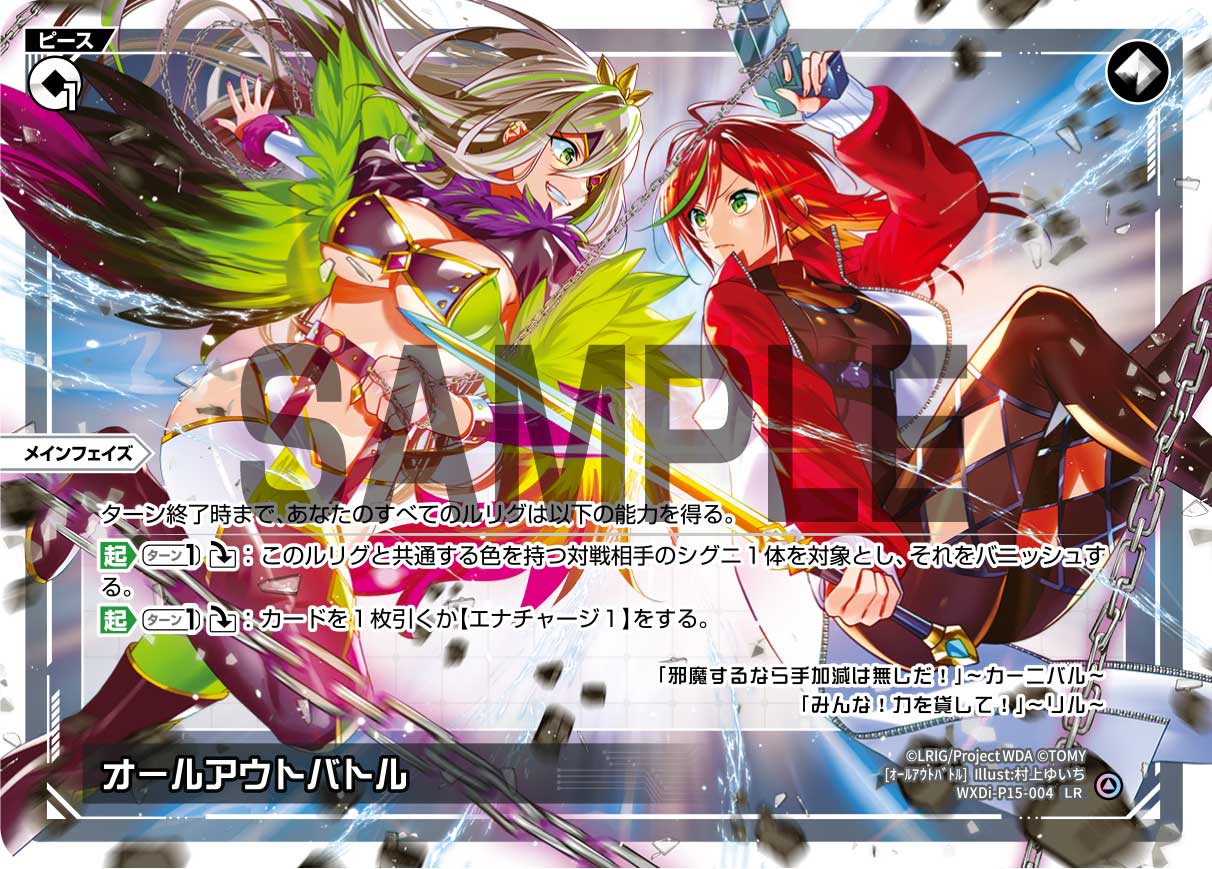 ピース
1
メインフェイズ
SAMPLE
ターン終了時まで、あなたのすべてのルリグは以下の能力を得る。
起 ターン1 : このルリグと共通する色を持つ対戦相手のシグニ1体を対象とし、それをバニッシュす
る。
起 ターン1 : カードを1枚引くか【エナチャージ1】をする。
「邪魔するなら手加減は無しだ!」~カーニバル~
「みんな!力を貸して!」~リル~
オールアウトバトル
©LRIG/Project WDA ©TOMY
[オールアウトバトル] Illust:村上ゆいち
WXDi-P15-004 LR